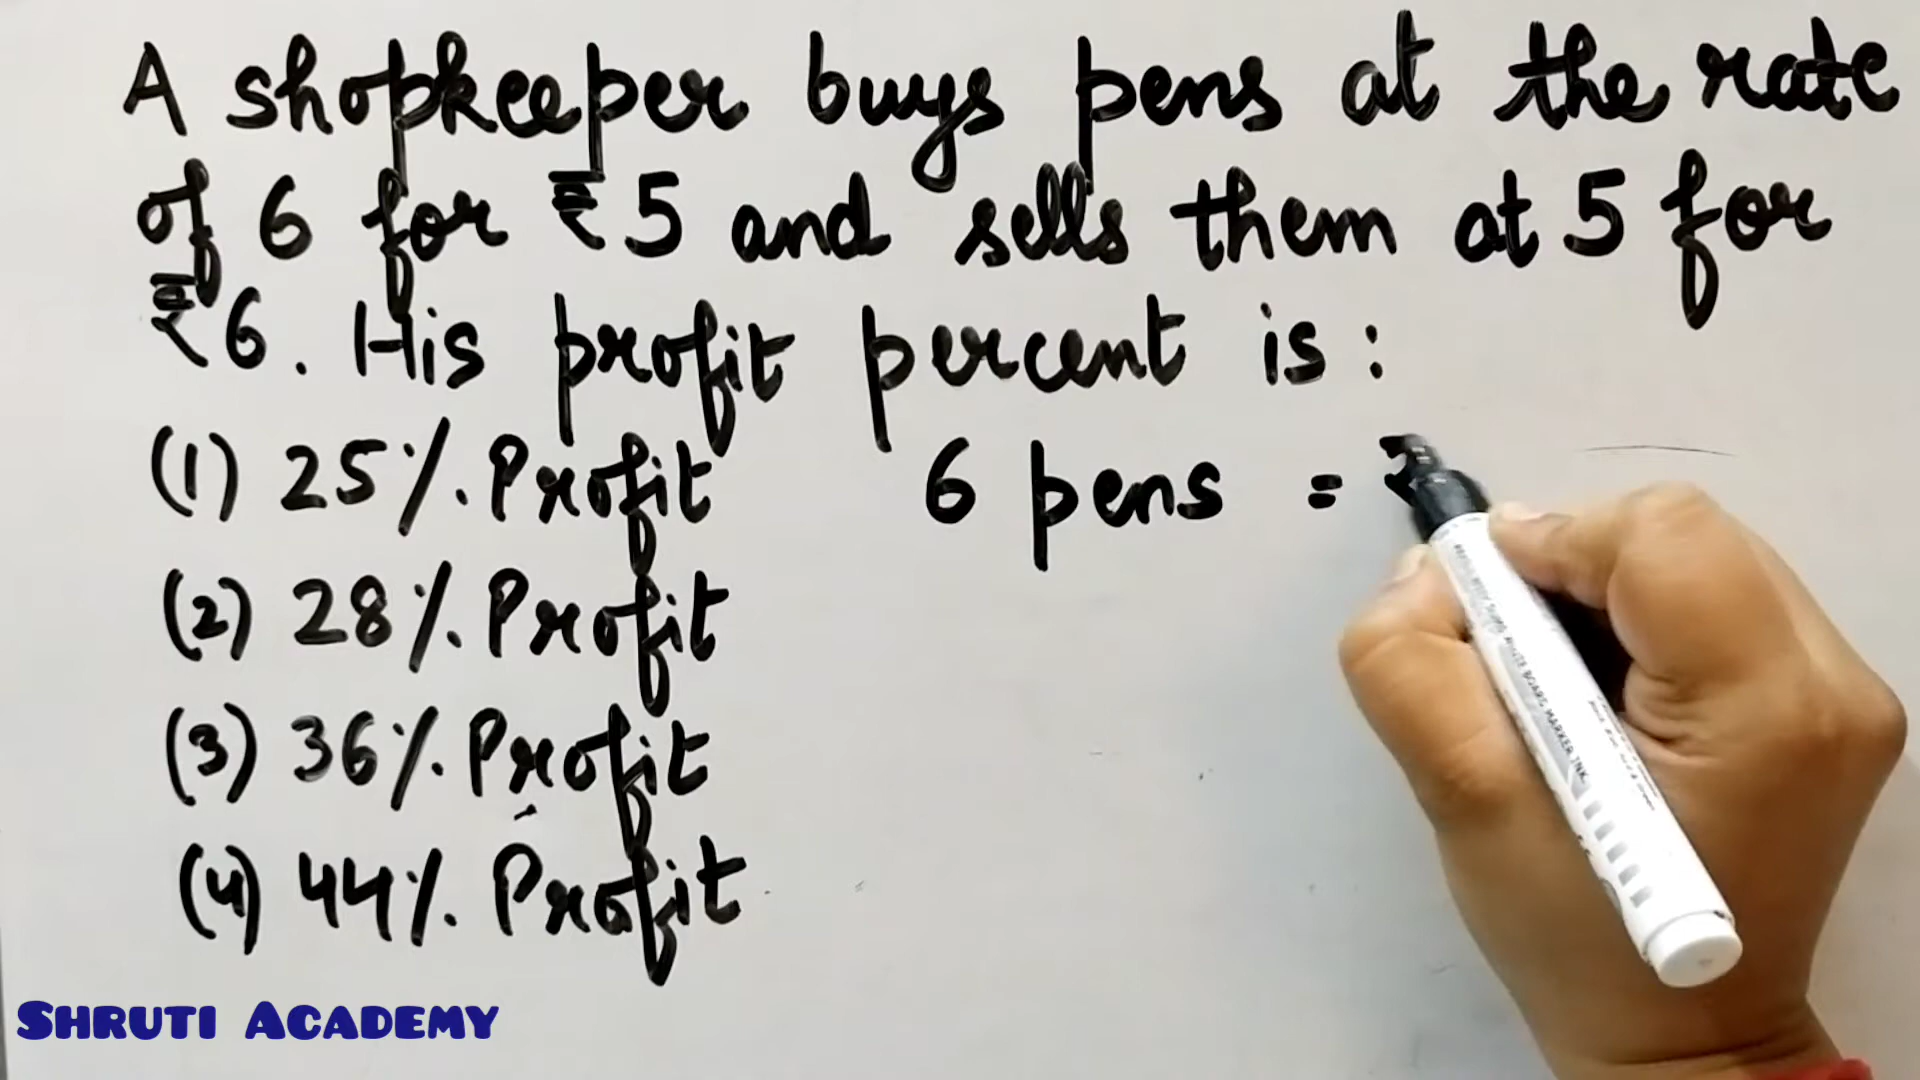 A shopkeeper buys pens at the rate
of 6 for ₹5 and sells them at 5 for
₹6. His profit percent is:
(1) 25%. Profit
6 pens = ₹
(2) 28%. Profit
(3) 36%. Profit
(4) 44%. Profit
SHRUTI ACADEMY